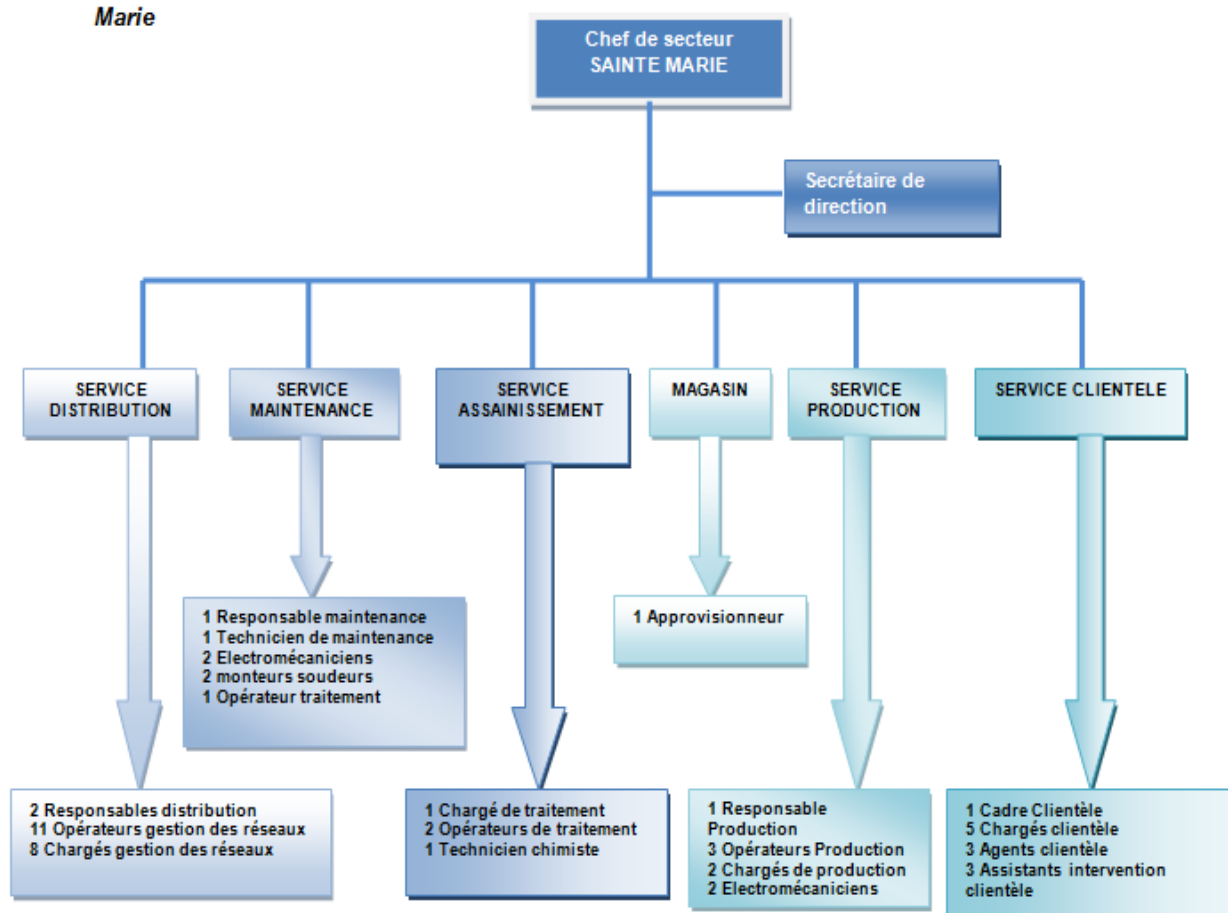 Marie
Chef de secteur
SAINTE MARIE
Secrétaire de
direction
SERVICE
DISTRIBUTION
SERVICE
MAINTENANCE
SERVICE
ASSAINISSEMENT
MAGASIN
SERVICE
PRODUCTION
SERVICE CLIENTELE
1 Responsable maintenance
1 Technicien de maintenance
2 Electromécaniciens
2 monteurs soudeurs
1 Opérateur traitement
1 Approvisionneur
2 Responsables distribution
11 Opérateurs gestion des réseaux
8 Chargés gestion des réseaux
1 Chargé de traitement
2 Opérateurs de traitement
1 Technicien chimiste
1 Responsable
Production
3 Opérateurs Production
2 Chargés de production
2 Electromécaniciens
1 Cadre Clientèle
5 Chargés clientèle
3 Agents clientèle
3 Assistants intervention
clientèle